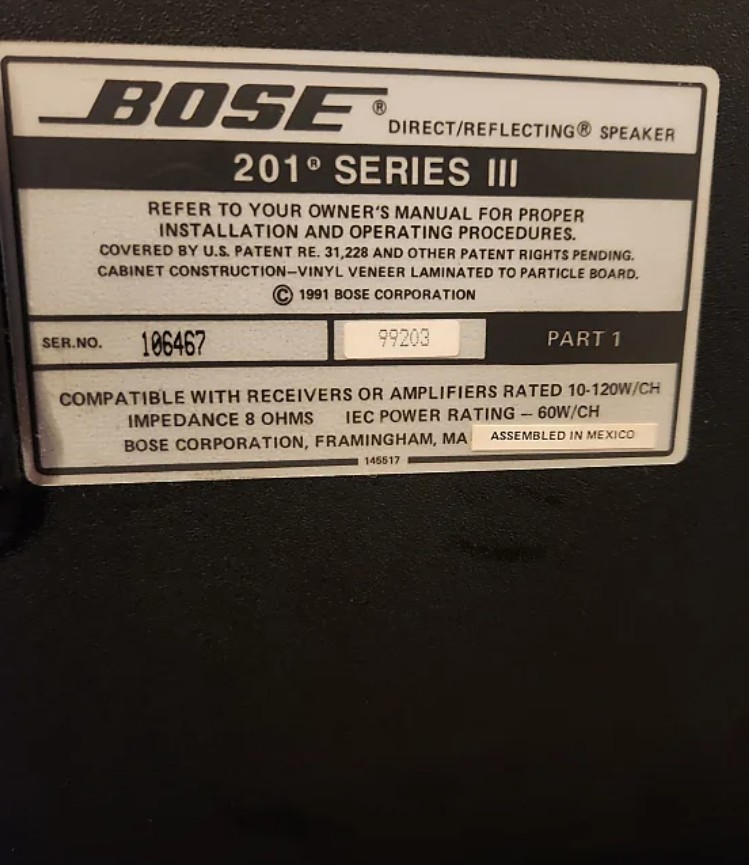 BOSE® DIRECT/REFLECTING® SPEAKER
201® SERIES III
REFER TO YOUR OWNER'S MANUAL FOR PROPER
INSTALLATION AND OPERATING PROCEDURES.
COVERED BY U.S. PATENT RE. 31,228 AND OTHER PATENT RIGHTS PENDING.
CABINET CONSTRUCTION–VINYL VENEER LAMINATED TO PARTICLE BOARD.
© 1991 BOSE CORPORATION
SER.NO. 106467 99203 PART 1
COMPATIBLE WITH RECEIVERS OR AMPLIFIERS RATED 10-120W/CH
IMPEDANCE 8 OHMS IEC POWER RATING – 60W/CH
BOSE CORPORATION, FRAMINGHAM, MA ASSEMBLED IN MEXICO
145517